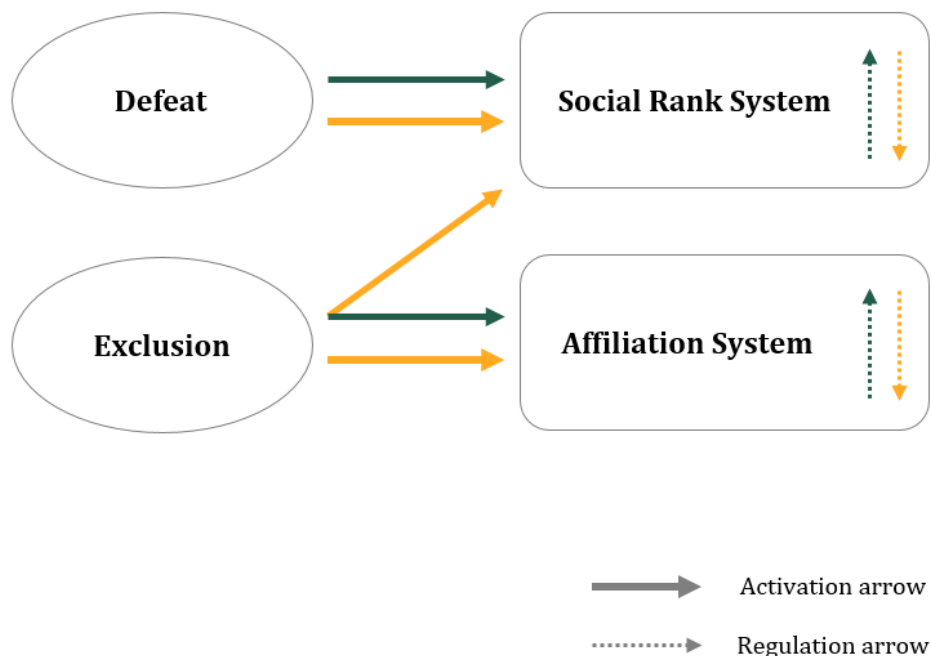 Defeat
Social Rank System
Exclusion
Affiliation System
Activation arrow
Regulation arrow